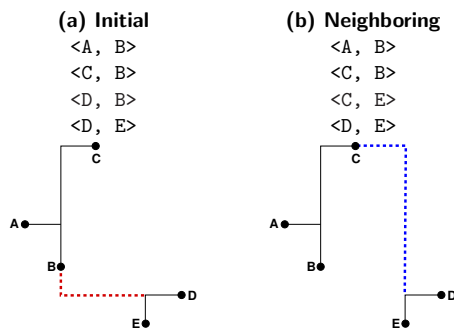 (a) Initial
<A, B>
<C, B>
<D, B>
<D, E>
C
A
B
D
E
(b) Neighboring
<A, B>
<C, B>
<C, E>
<D, E>
C
A
B
D
E